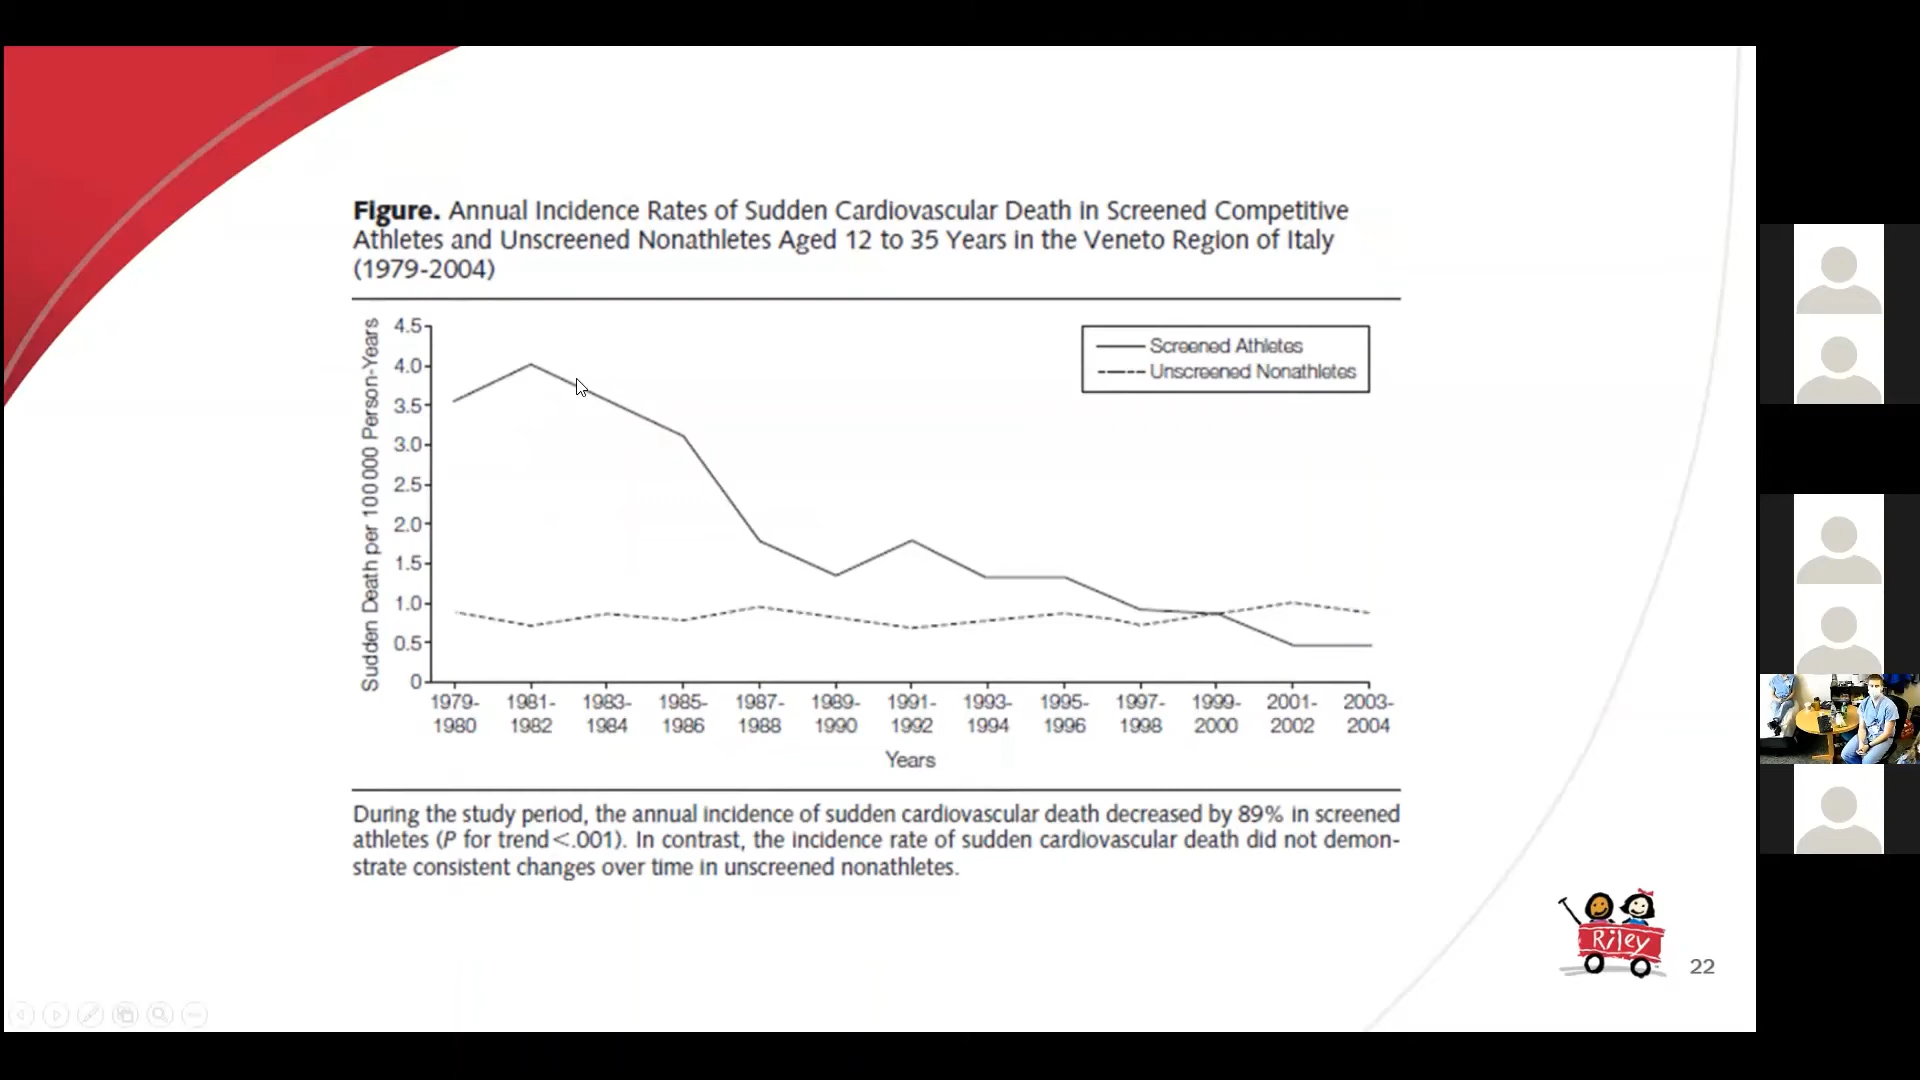 Figure. Annual Incidence Rates of Sudden Cardiovascular Death in Screened Competitive
Athletes and Unscreened Nonathletes Aged 12 to 35 Years in the Veneto Region of Italy
(1979-2004)
Sudden Death per 100 000 Person-Years
4.5
4.0
3.5
3.0
2.5
2.0
1.5
1.0
0.5
0
Screened Athletes
Unscreened Nonathletes
1979- 1981- 1983- 1985- 1987- 1989- 1991- 1993- 1995- 1997- 1999- 2001- 2003-
1980 1982 1984 1986 1988 1990 1992 1994 1996 1998 2000 2002 2004
Years
During the study period, the annual incidence of sudden cardiovascular death decreased by 89% in screened
athletes (P for trend<.001). In contrast, the incidence rate of sudden cardiovascular death did not demon-
strate consistent changes over time in unscreened nonathletes.
Riley
22